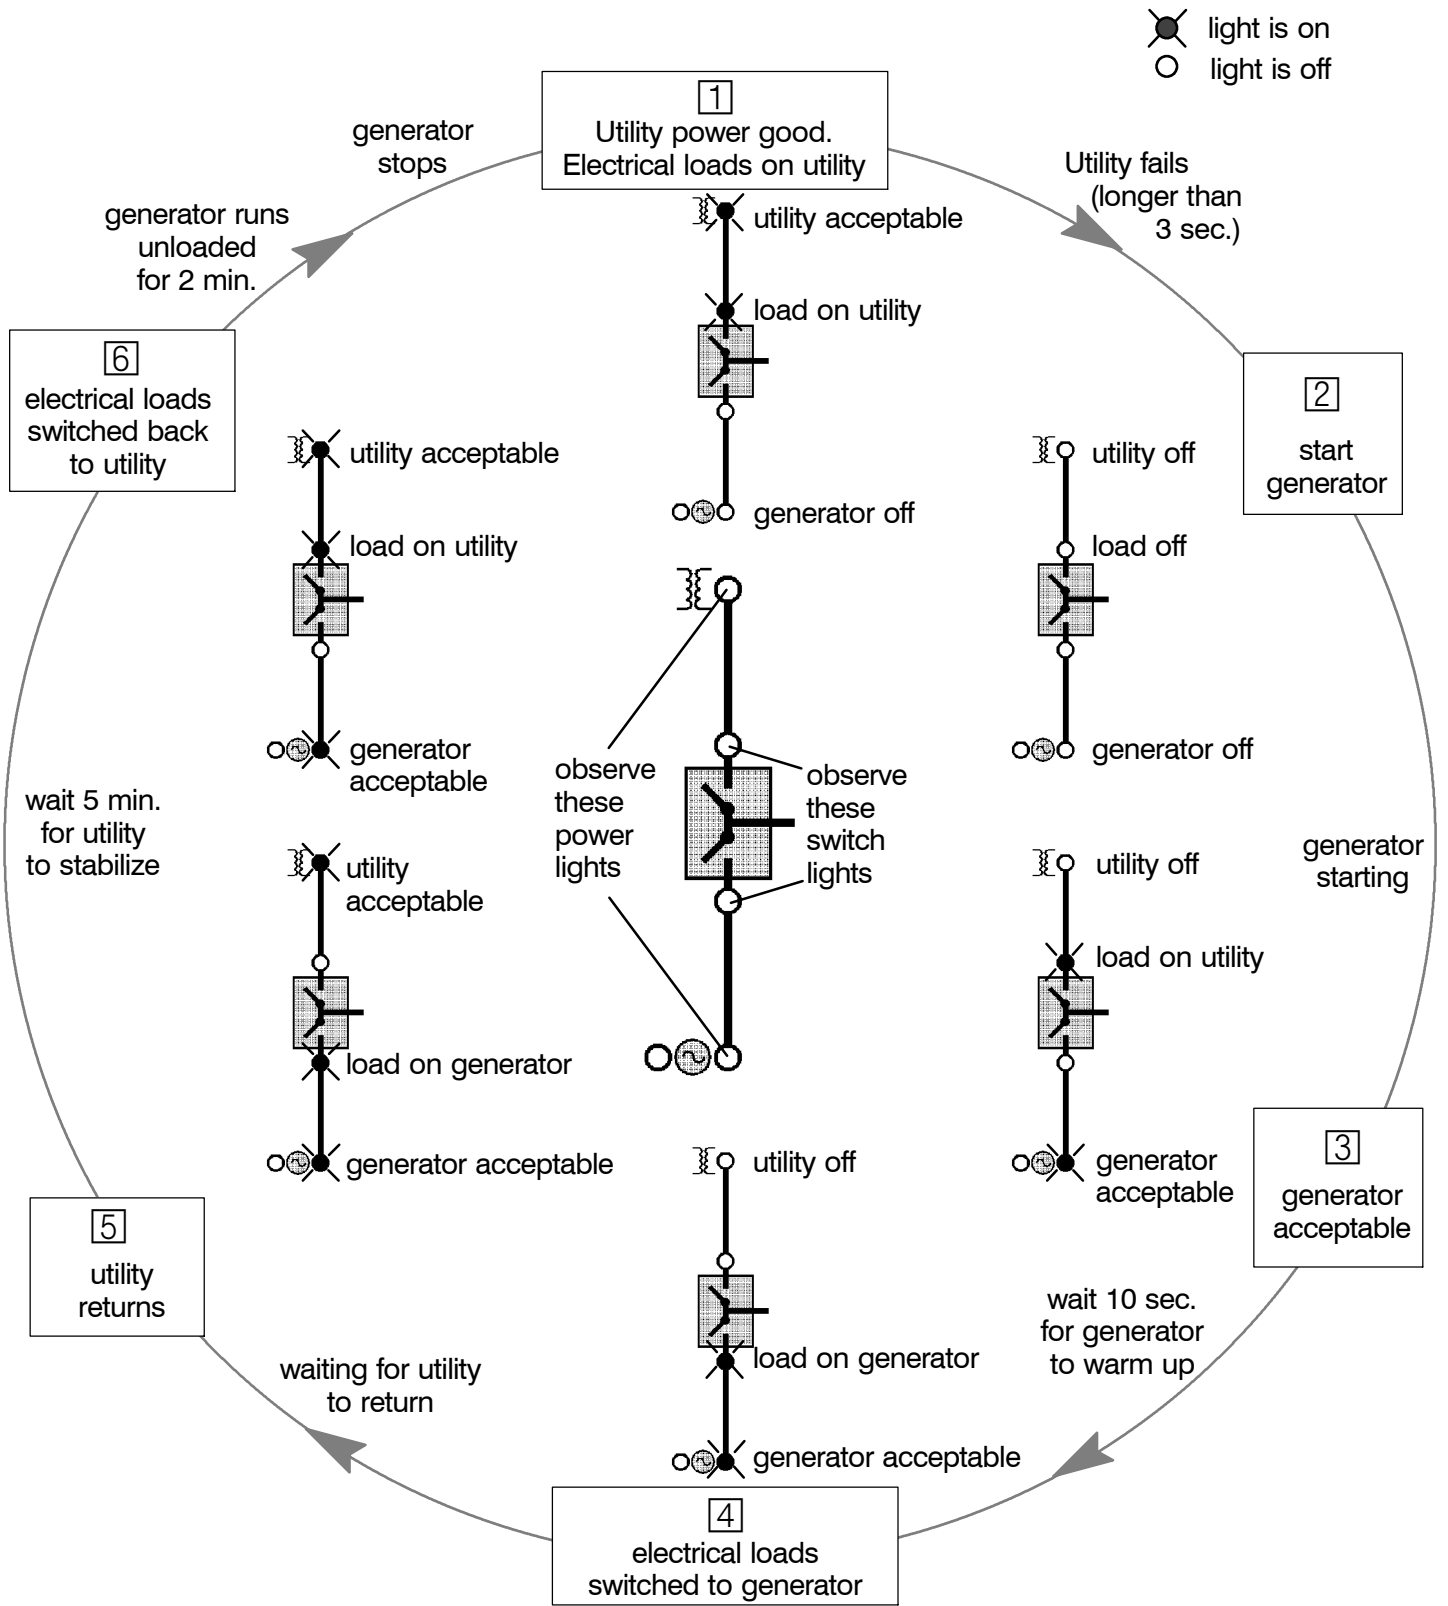 light is on
light is off
1
Utility power good.
Electrical loads on utility
generator
stops
Utility fails
(longer than
3 sec.)
generator runs
unloaded
for 2 min.
utility acceptable
load on utility
generator off
6
electrical loads
switched back
to utility
2
start
generator
utility acceptable
load on utility
generator
acceptable
utility off
load off
generator off
observe
these
power
lights
observe
these
switch
lights
wait 5 min.
for utility
to stabilize
generator
starting
utility
acceptable
load on generator
generator acceptable
utility off
load on utility
generator
acceptable
3
generator
acceptable
5
utility
returns
utility off
load on generator
generator acceptable
wait 10 sec.
for generator
to warm up
waiting for utility
to return
4
electrical loads
switched to generator